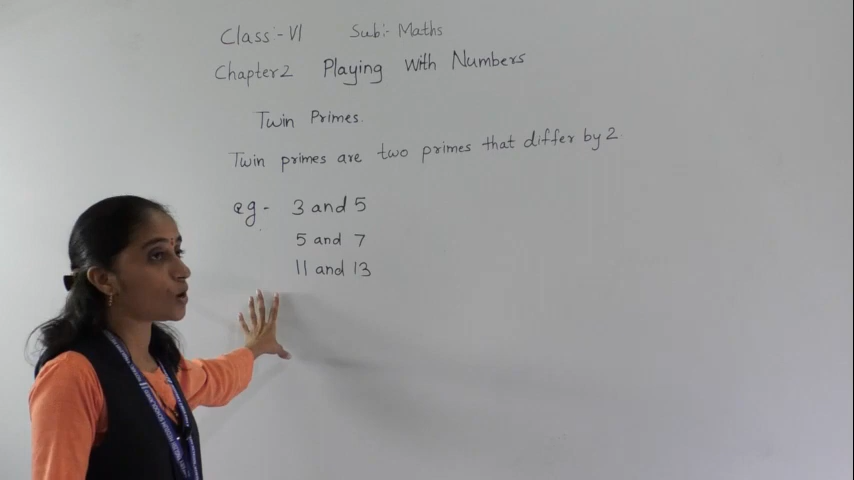 Class:- VI Sub:- Maths
Chapter 2 Playing with Numbers
Twin Primes.
Twin primes are two primes that differ by 2
eg - 3 and 5
5 and 7
11 and 13